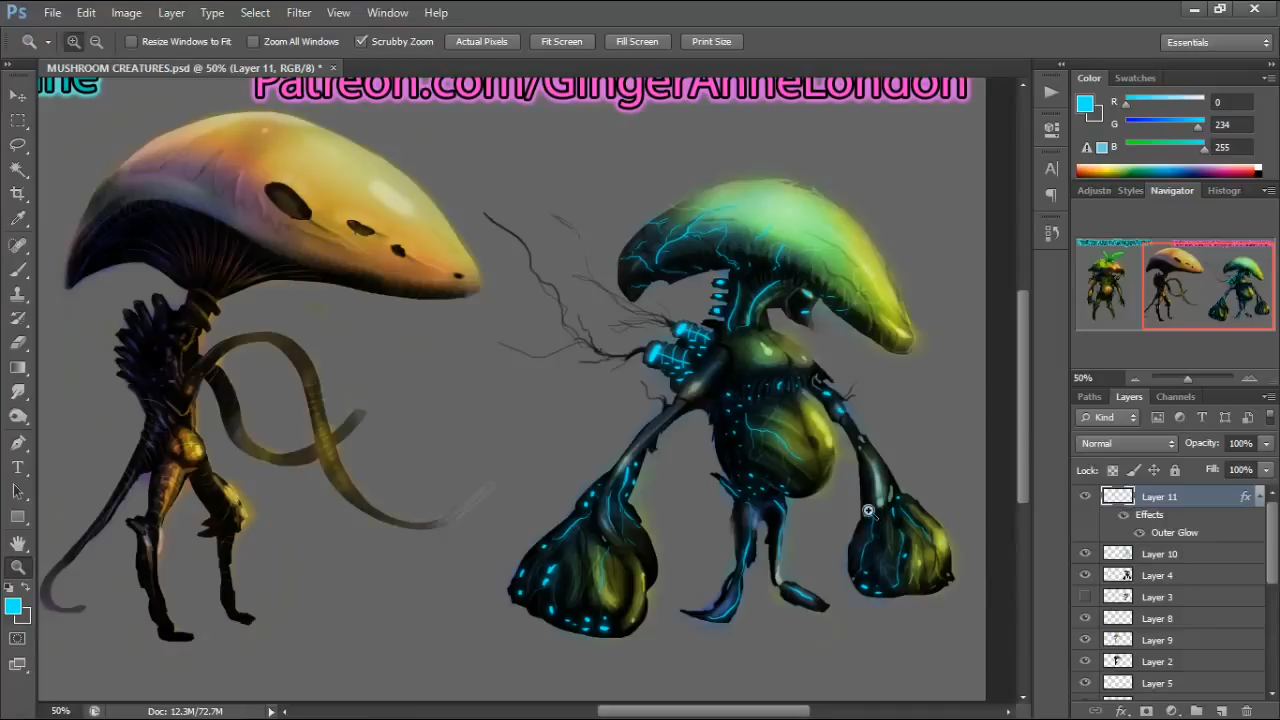 Ps File Edit Image Layer Type Select Filter View Window Help
Resize Windows to Fit Zoom All Windows Scrubby Zoom Actual Pixels Fit Screen Fill Screen Print Size Essentials
MUSHROOM CREATURES.psd @ 50% (Layer 11, RGB/8) * ×
Patreon.com/GingerAnneLondon
Color Swatches
R 0
G 234
B 255
Adjustm Styles Navigator Histogr
50%
Paths Layers Channels
Kind
Normal Opacity: 100%
Lock: Fill: 100%
Layer 11 fx
Effects
Outer Glow
Layer 10
Layer 4
Layer 3
Layer 8
Layer 9
Layer 2
Layer 5
50% Doc: 12.3M/72.7M